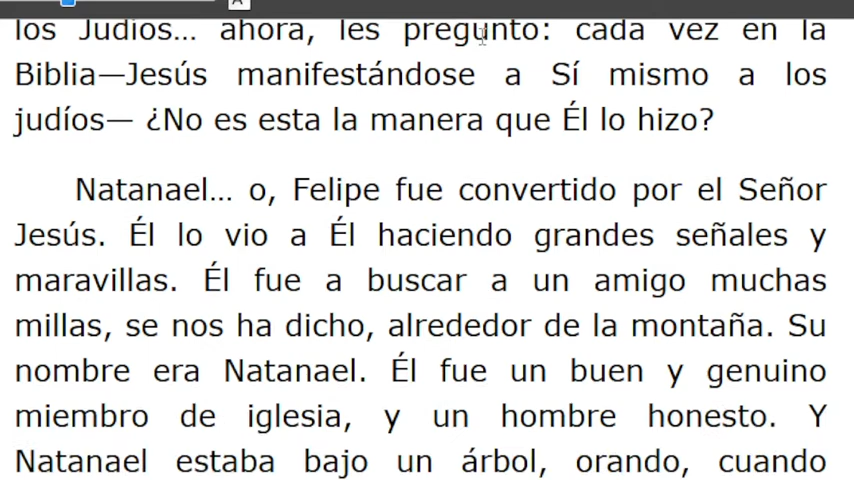 los Judíos... ahora, les pregunto: cada vez en la
Biblia—Jesús manifestándose a Sí mismo a los
judíos— ¿No es esta la manera que Él lo hizo?
Natanael... o, Felipe fue convertido por el Señor
Jesús. Él lo vio a Él haciendo grandes señales y
maravillas. Él fue a buscar a un amigo muchas
millas, se nos ha dicho, alrededor de la montaña. Su
nombre era Natanael. Él fue un buen y genuino
miembro de iglesia, y un hombre honesto. Y
Natanael estaba bajo un árbol, orando, cuando